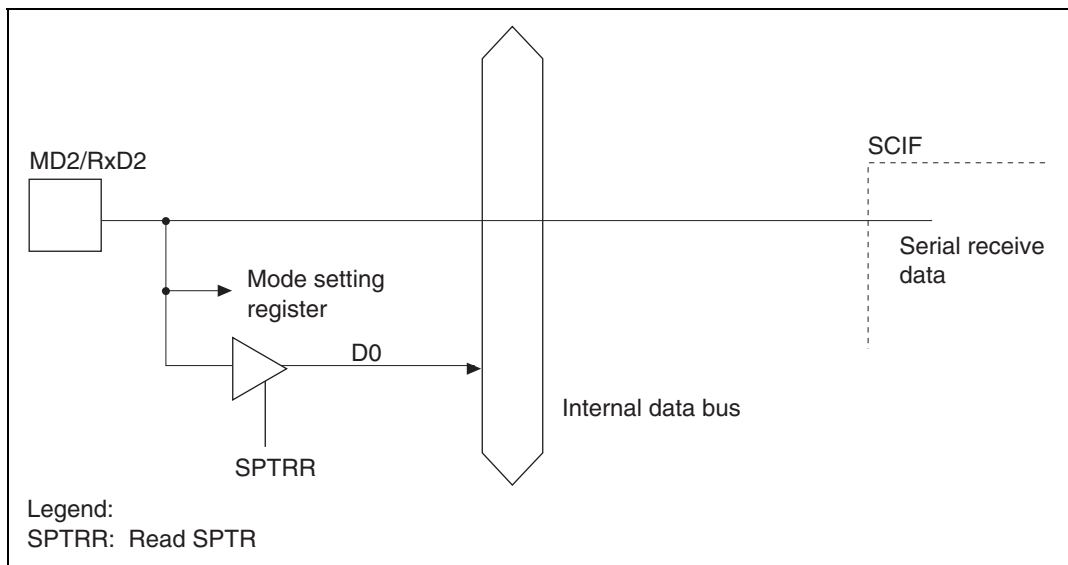 MD2/RxD2
SCIF
Serial receive
data
Mode setting
register
D0
Internal data bus
SPTRR
Legend:
SPTRR: Read SPTR